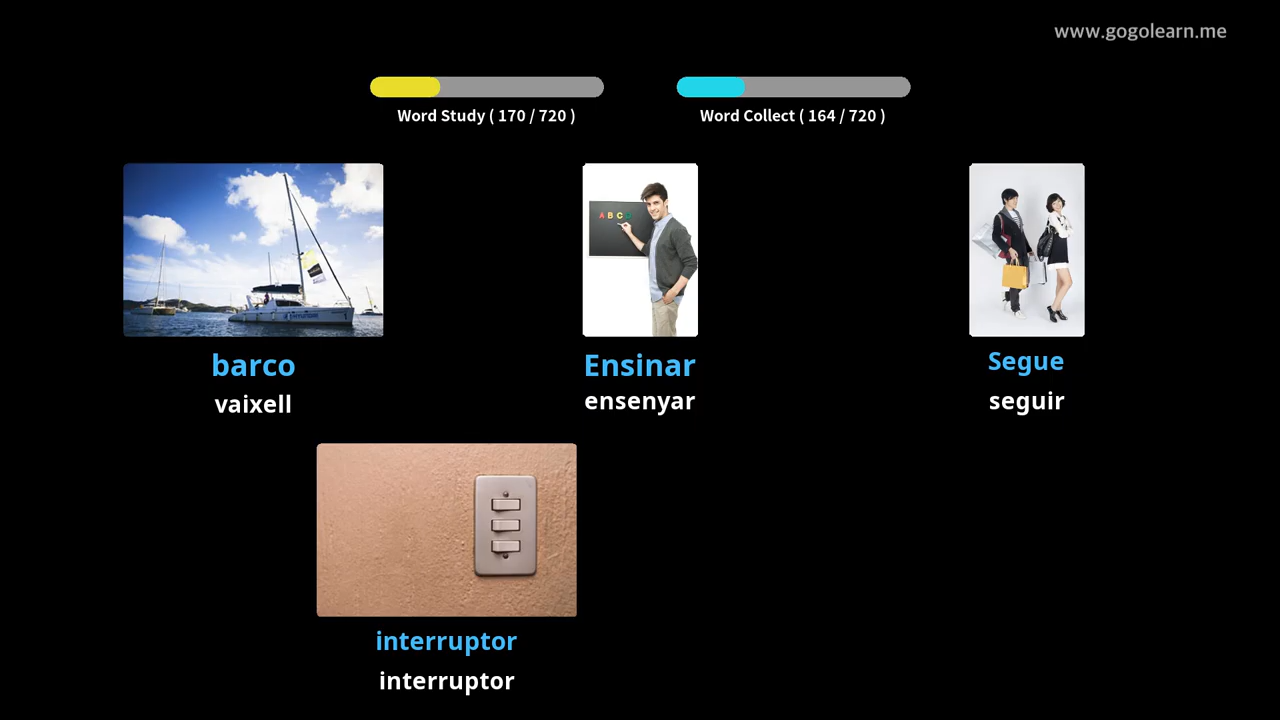 www.gogolearn.me
Word Study ( 170 / 720 )
Word Collect ( 164 / 720 )
A B C D
barco
Ensinar
Segue
vaixell
ensenyar
seguir
interruptor
interruptor